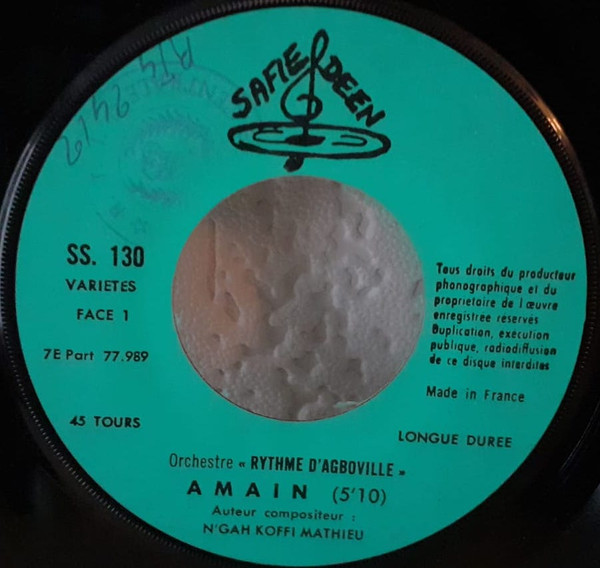 SAFIE DEEN
SS. 130
VARIETES
FACE 1
7E Part 77.989
45 TOURS
Tous droits du producteur
phonographique et du
proprietaire de l œuvre
enregistrée reservés
Duplication, exécution
publique, radiodiffusion
de ce disque interdites
Made in France
LONGUE DUREE
Orchestre « RYTHME D'AGBOVILLE »
AMAIN (5'10)
Auteur compositeur :
N'GAH KOFFI MATHIEU